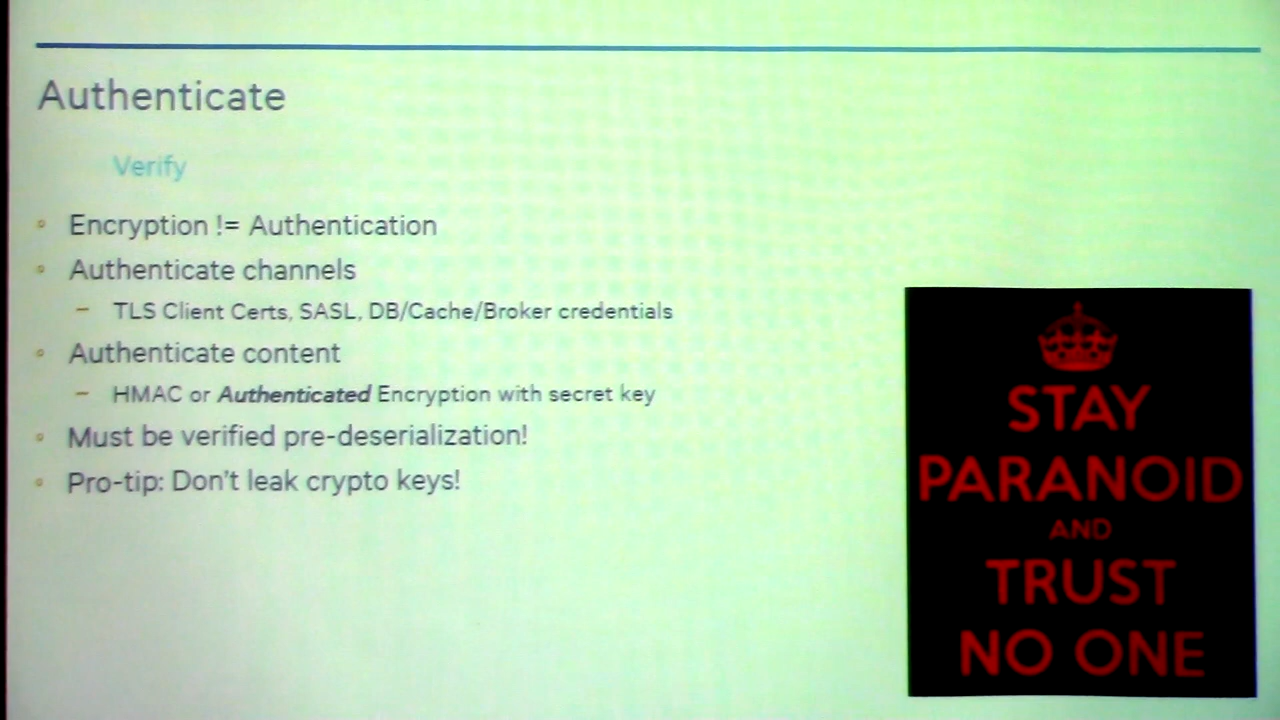 Authenticate
Verify
• Encryption != Authentication
• Authenticate channels
– TLS Client Certs, SASL, DB/Cache/Broker credentials
• Authenticate content
– HMAC or Authenticated Encryption with secret key
• Must be verified pre-deserialization!
• Pro-tip: Don't leak crypto keys!
STAY
PARANOID
AND
TRUST
NO ONE